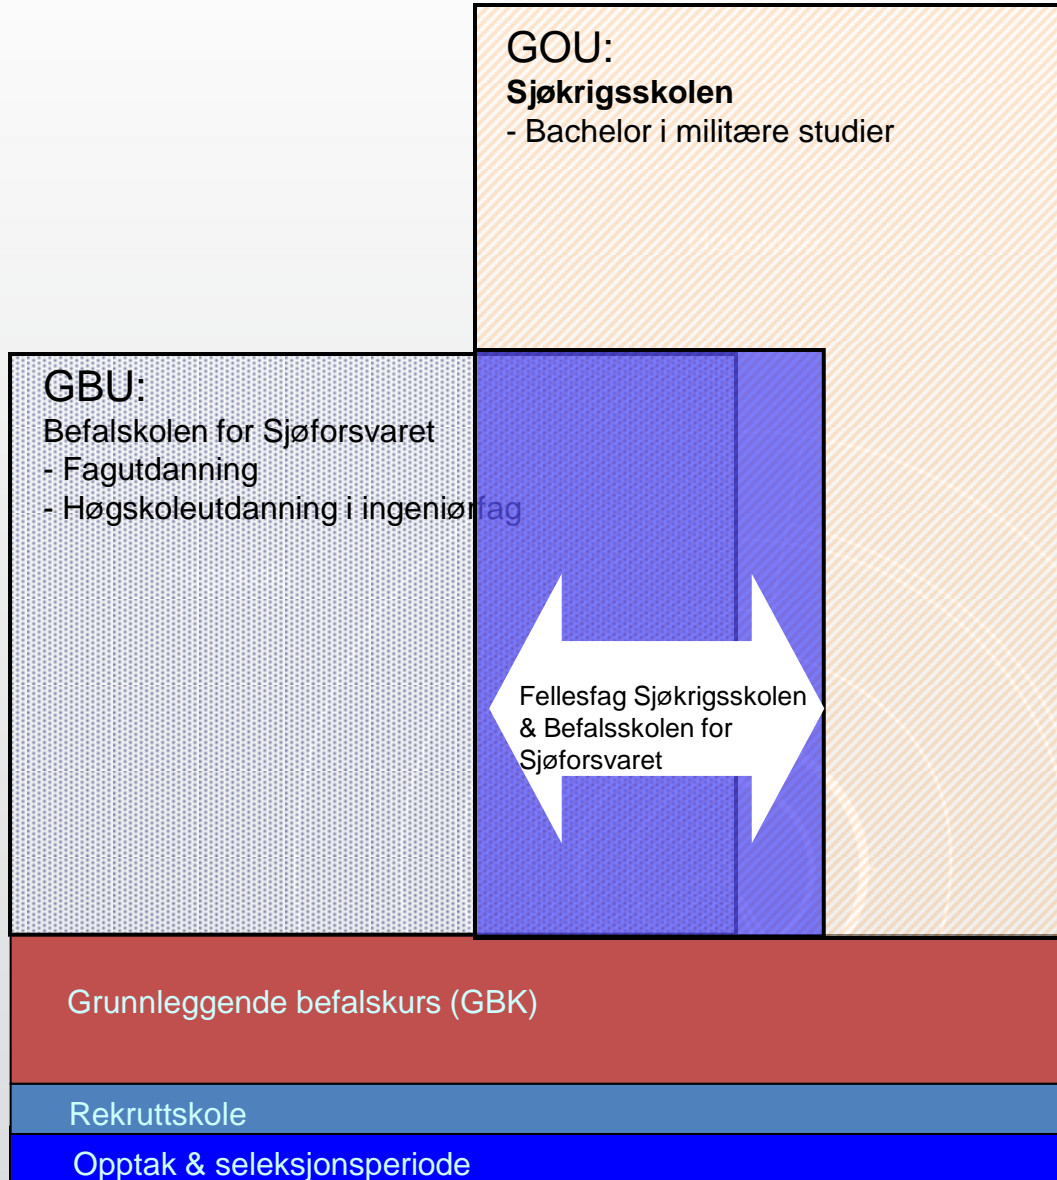 GOU:
Sjøkrigsskolen
- Bachelor i militære studier
GBU:
Befalskolen for Sjøforsvaret
- Fagutdanning
- Høgskoleutdanning i ingeniørfag
Fellesfag Sjøkrigsskolen
& Befalsskolen for
Sjøforsvaret
Grunnleggende befalskurs (GBK)
Rekruttskole
Opptak & seleksjonsperiode